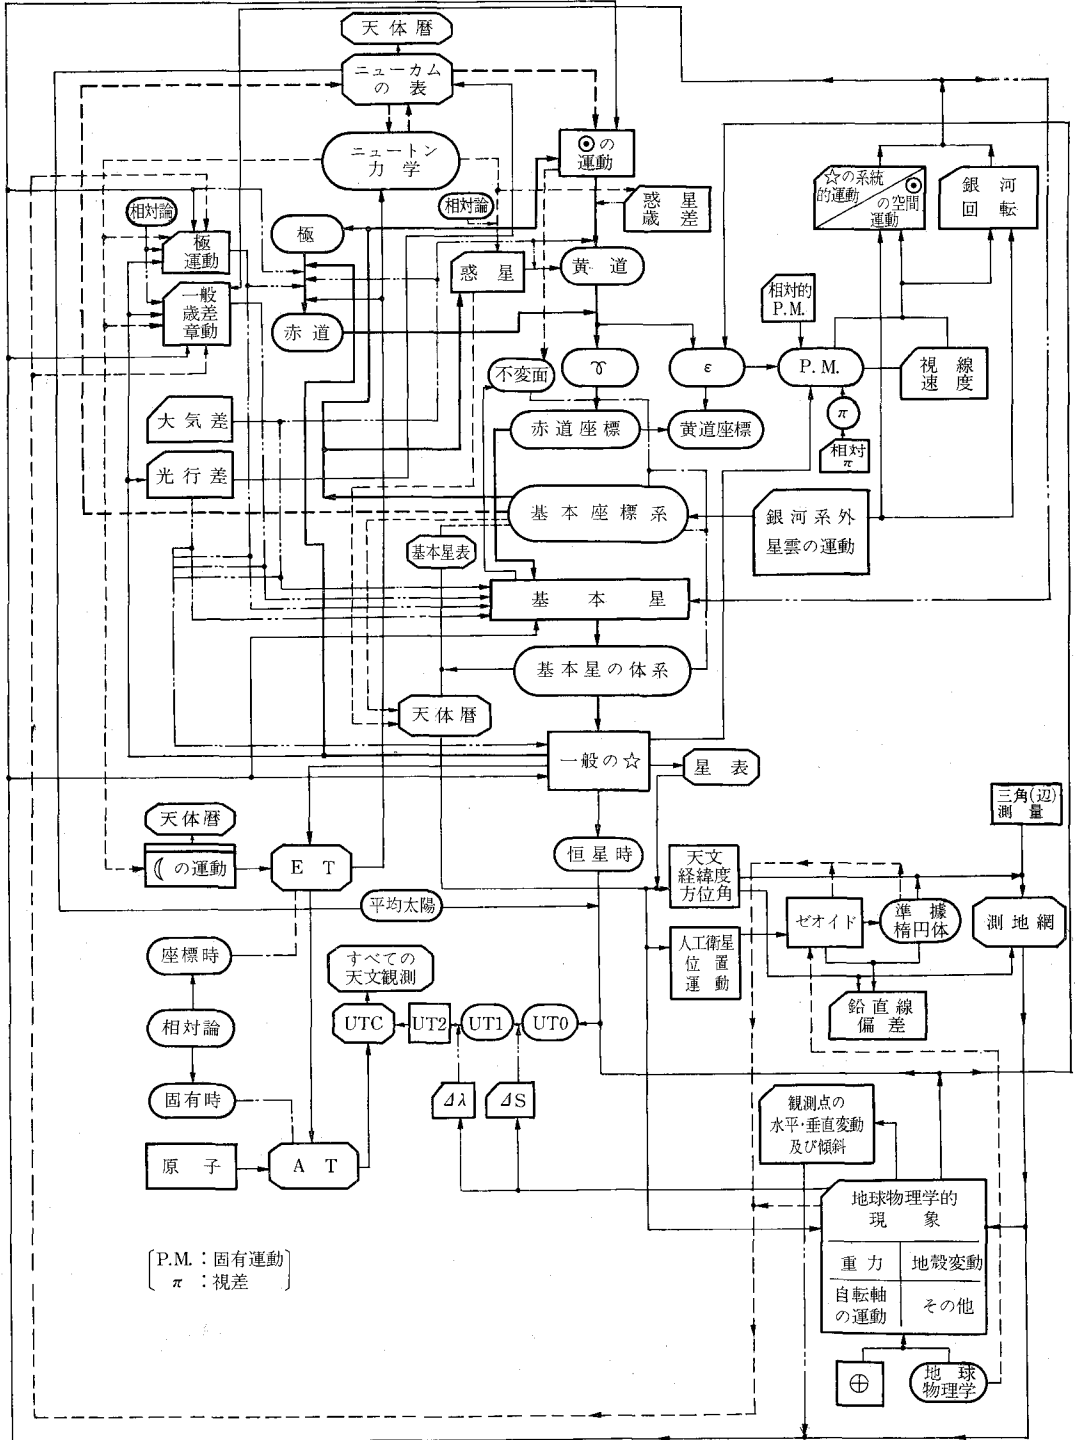 天体暦
ニューカム
の表
ニュートン
力学
☉の
運動
惑星
歳差
☆の系統
的運動
☉
の空間
運動
銀河
回転
相対論
相対論
極
運動
極
惑星
黄道
一般
歳差
章動
赤道
相対的
P.M.
不変面
♈
ε
P.M.
視線
速度
大気差
赤道座標
黄道座標
π
相対
π
光行差
基本座標系
銀河系外
星雲の運動
基本星表
基本星
基本星の体系
天体暦
一般の☆
星表
三角(辺)
測量
天体暦
☾の運動
ET
恒星時
天文
経緯度
方位角
平均太陽
ゼオイド
準拠
楕円体
測地網
人工衛星
位置
運動
座標時
すべての
天文観測
鉛直線
偏差
相対論
UTC
UT2
UT1
UT0
固有時
Δλ
ΔS
観測点の
水平・垂直変動
及び傾斜
原子
AT
地球物理学的
現象
重力
地殻変動
自転軸
の運動
その他
P.M.:固有運動
π:視差
⊕
地球
物理学